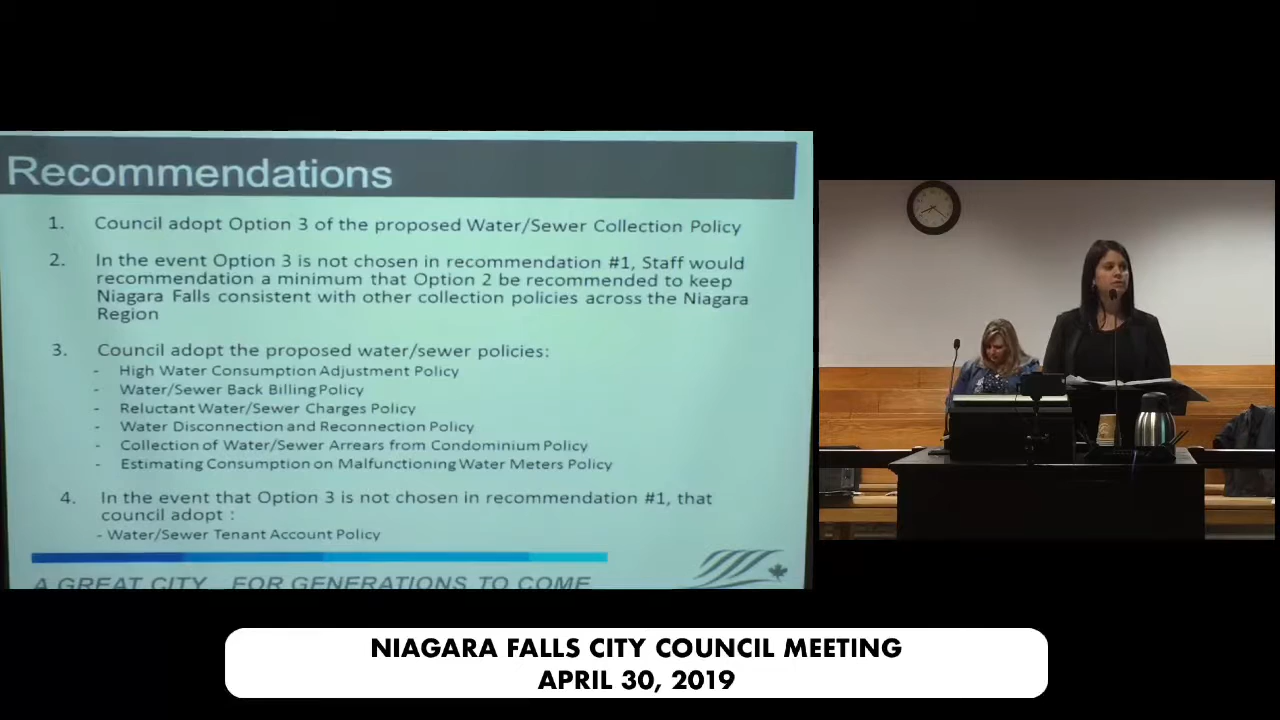 Recommendations
1. Council adopt Option 3 of the proposed Water/Sewer Collection Policy
2. In the event Option 3 is not chosen in recommendation #1, Staff would
recommendation a minimum that Option 2 be recommended to keep
Niagara Falls consistent with other collection policies across the Niagara
Region
3. Council adopt the proposed water/sewer policies:
- High Water Consumption Adjustment Policy
- Water/Sewer Back Billing Policy
- Reluctant Water/Sewer Charges Policy
- Water Disconnection and Reconnection Policy
- Collection of Water/Sewer Arrears from Condominium Policy
- Estimating Consumption on Malfunctioning Water Meters Policy
4. In the event that Option 3 is not chosen in recommendation #1, that
council adopt :
- Water/Sewer Tenant Account Policy
A GREAT CITY...FOR GENERATIONS TO COME
NIAGARA FALLS CITY COUNCIL MEETING
APRIL 30, 2019